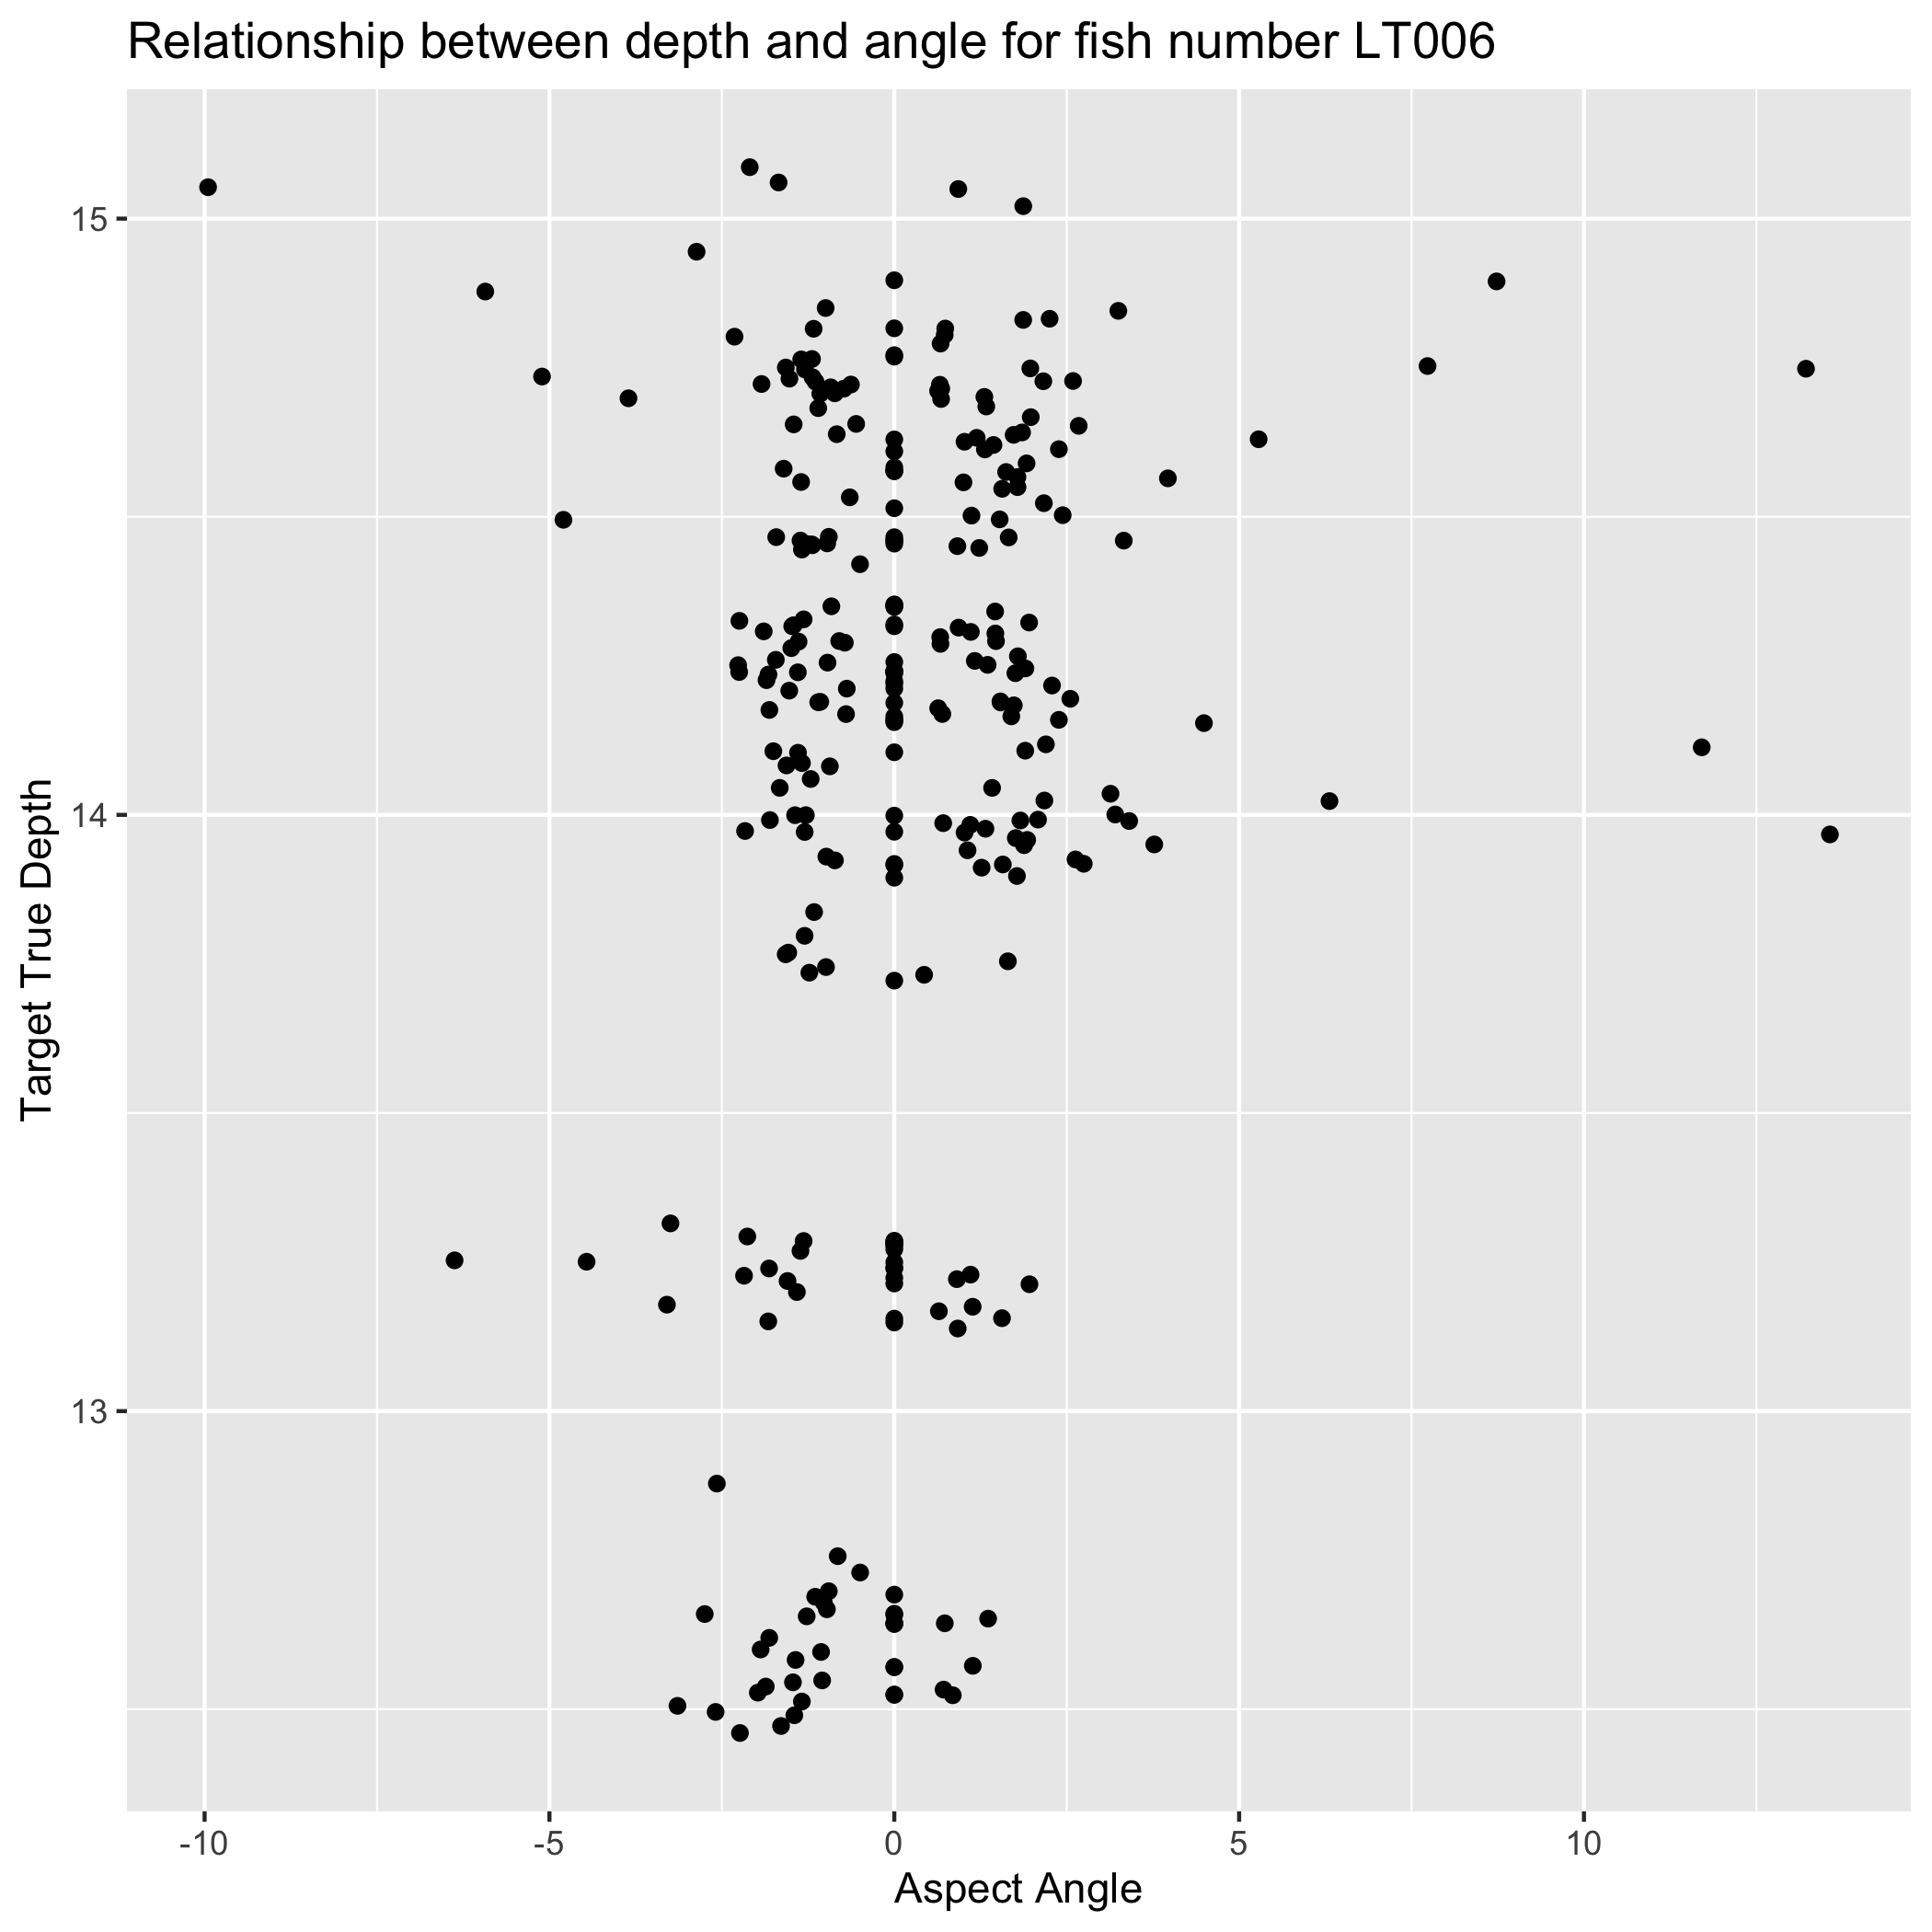 Relationship between depth and angle for fish number LT006
15
14
13
Target True Depth
-10
-5
0
5
10
Aspect Angle